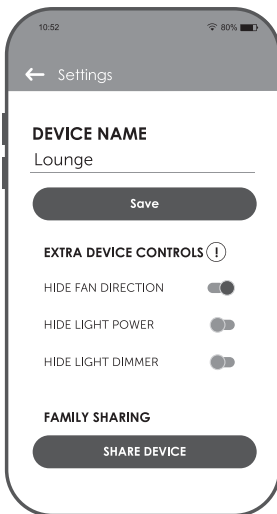 10:52 80%
← Settings
DEVICE NAME
Lounge
Save
EXTRA DEVICE CONTROLS !
HIDE FAN DIRECTION
HIDE LIGHT POWER
HIDE LIGHT DIMMER
FAMILY SHARING
SHARE DEVICE